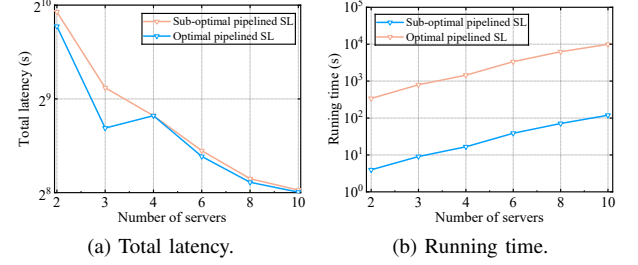 2^10
2^9
2^8
Total latency (s)
Sub-optimal pipelined SL
Optimal pipelined SL
2 3 4 6 8 10
Number of servers
(a) Total latency.
10^5
10^4
10^3
10^2
10^1
10^0
Runing time (s)
Sub-optimal pipelined SL
Optimal pipelined SL
2 3 4 6 8 10
Number of servers
(b) Running time.